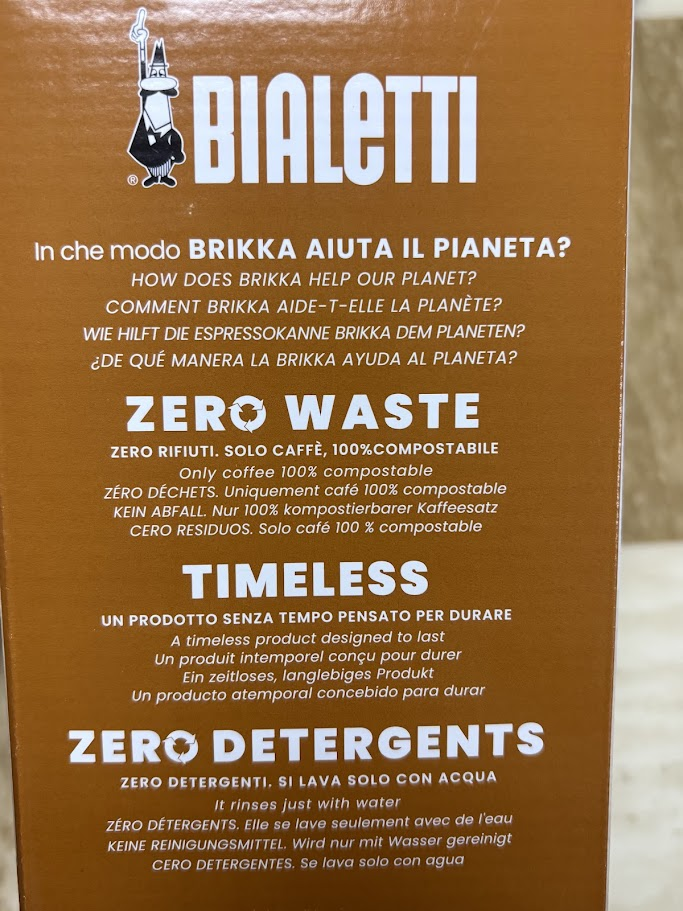 BIALETTI
®
In che modo BRIKKA AIUTA IL PIANETA?
HOW DOES BRIKKA HELP OUR PLANET?
COMMENT BRIKKA AIDE-T-ELLE LA PLANÈTE?
WIE HILFT DIE ESPRESSOKANNE BRIKKA DEM PLANETEN?
¿DE QUÉ MANERA LA BRIKKA AYUDA AL PLANETA?
ZERO WASTE
ZERO RIFIUTI. SOLO CAFFÈ, 100%COMPOSTABILE
Only coffee 100% compostable
ZÉRO DÉCHETS. Uniquement café 100% compostable
KEIN ABFALL. Nur 100% kompostierbarer Kaffeesatz
CERO RESIDUOS. Solo café 100 % compostable
TIMELESS
UN PRODOTTO SENZA TEMPO PENSATO PER DURARE
A timeless product designed to last
Un produit intemporel conçu pour durer
Ein zeitloses, langlebiges Produkt
Un producto atemporal concebido para durar
ZERO DETERGENTS
ZERO DETERGENTI. SI LAVA SOLO CON ACQUA
It rinses just with water
ZÉRO DÉTERGENTS. Elle se lave seulement avec de l'eau
KEINE REINIGUNGSMITTEL. Wird nur mit Wasser gereinigt
CERO DETERGENTES. Se lava solo con agua